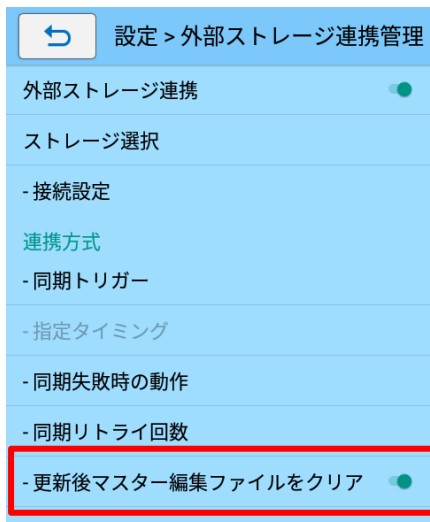 設定 > 外部ストレージ連携管理
外部ストレージ連携
ストレージ選択
- 接続設定
連携方式
- 同期トリガー
- 指定タイミング
- 同期失敗時の動作
- 同期リトライ回数
- 更新後マスター編集ファイルをクリア